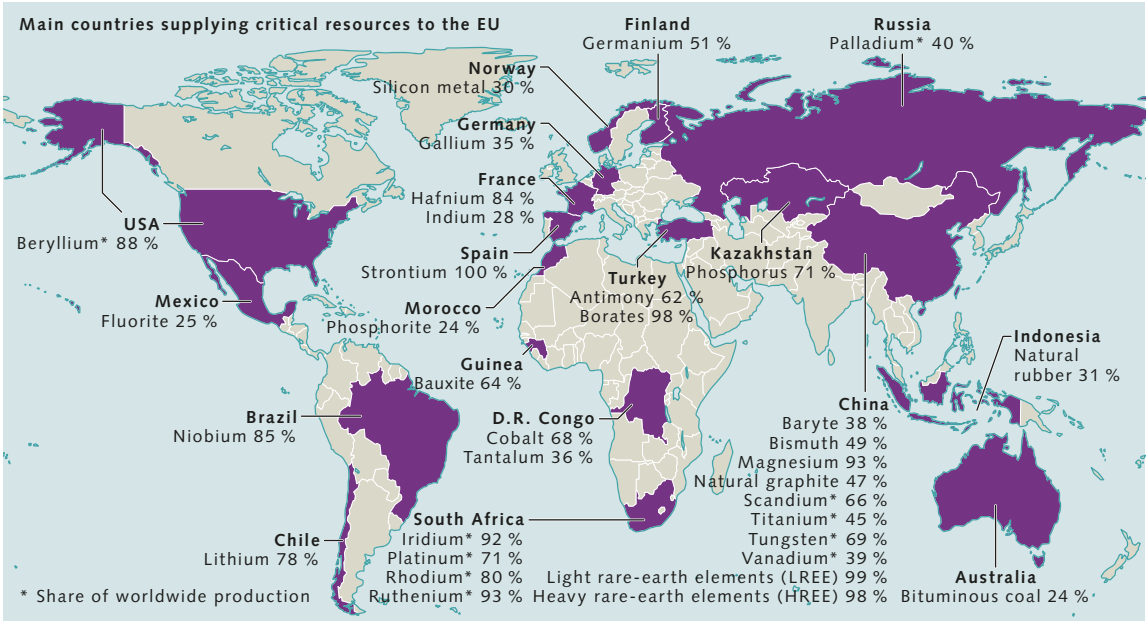 Main countries supplying critical resources to the EU
Finland
Germanium 51 %
Russia
Palladium* 40 %
Norway
Silicon metal 30 %
Germany
Gallium 35 %
France
Hafnium 84 %
Indium 28 %
USA
Beryllium* 88 %
Spain
Strontium 100 %
Kazakhstan
Phosphorus 71 %
Turkey
Antimony 62 %
Borates 98 %
Mexico
Fluorite 25 %
Morocco
Phosphorite 24 %
Guinea
Bauxite 64 %
Indonesia
Natural
rubber 31 %
Brazil
Niobium 85 %
D.R. Congo
Cobalt 68 %
Tantalum 36 %
China
Baryte 38 %
Bismuth 49 %
Magnesium 93 %
Natural graphite 47 %
Scandium* 66 %
Titanium* 45 %
Tungsten* 69 %
Vanadium* 39 %
Light rare-earth elements (LREE) 99 %
Heavy rare-earth elements (HREE) 98 %
South Africa
Iridium* 92 %
Platinum* 71 %
Rhodium* 80 %
Ruthenium* 93 %
Chile
Lithium 78 %
Australia
Bituminous coal 24 %
* Share of worldwide production